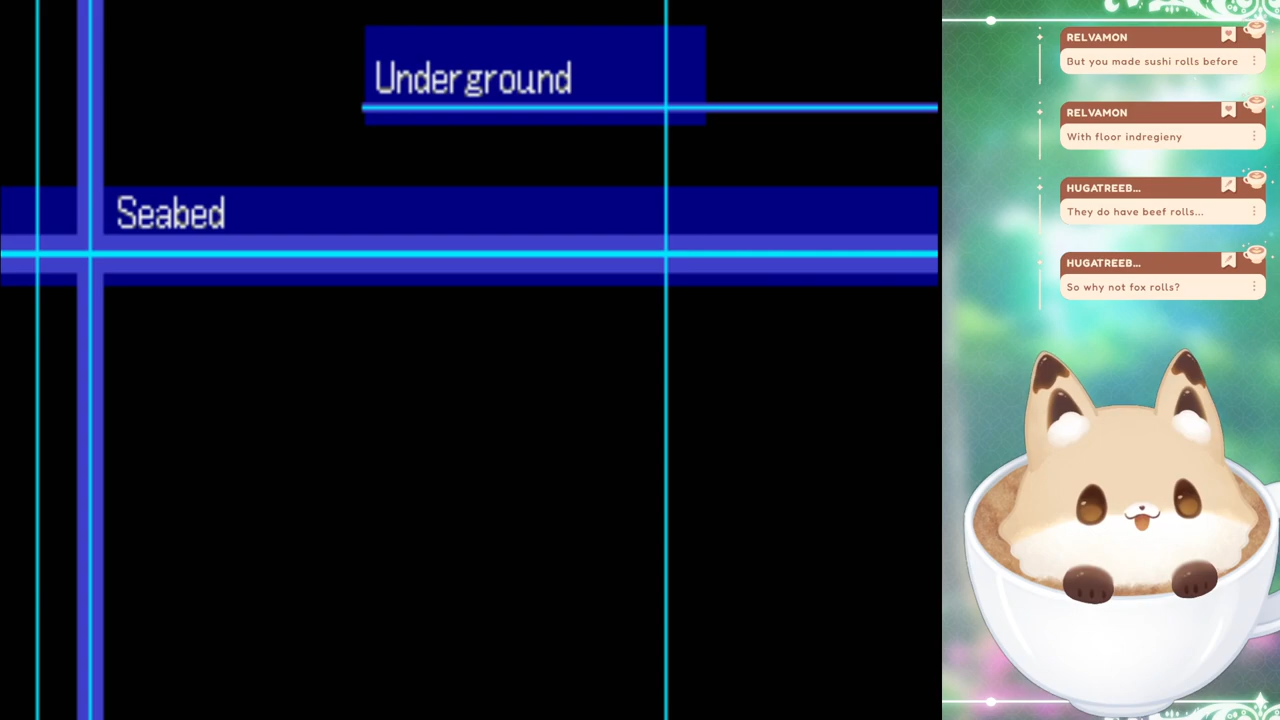 Underground
Seabed
RELVAMON
But you made sushi rolls before
RELVAMON
With floor indregieny
HUGATREEB...
They do have beef rolls...
HUGATREEB...
So why not fox rolls?